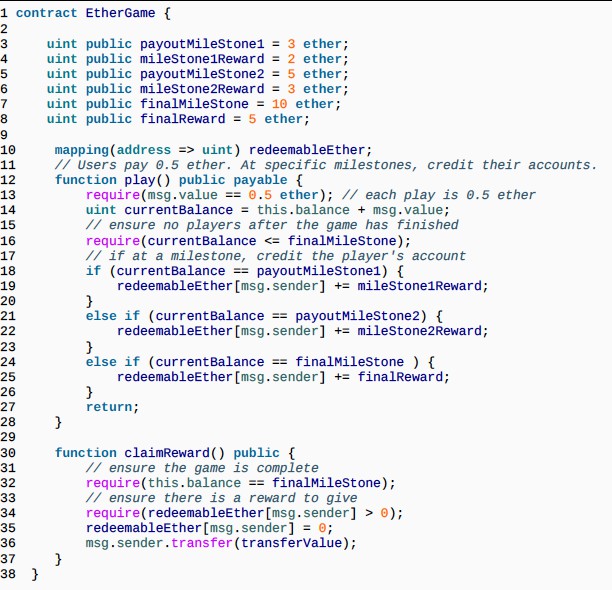 1 contract EtherGame {
2
3 uint public payoutMileStone1 = 3 ether;
4 uint public mileStone1Reward = 2 ether;
5 uint public payoutMileStone2 = 5 ether;
6 uint public mileStone2Reward = 3 ether;
7 uint public finalMileStone = 10 ether;
8 uint public finalReward = 5 ether;
9
10 mapping(address => uint) redeemableEther;
11 // Users pay 0.5 ether. At specific milestones, credit their accounts.
12 function play() public payable {
13 require(msg.value == 0.5 ether); // each play is 0.5 ether
14 uint currentBalance = this.balance + msg.value;
15 // ensure no players after the game has finished
16 require(currentBalance <= finalMileStone);
17 // if at a milestone, credit the player's account
18 if (currentBalance == payoutMileStone1) {
19 redeemableEther[msg.sender] += mileStone1Reward;
20 }
21 else if (currentBalance == payoutMileStone2) {
22 redeemableEther[msg.sender] += mileStone2Reward;
23 }
24 else if (currentBalance == finalMileStone ) {
25 redeemableEther[msg.sender] += finalReward;
26 }
27 return;
28 }
29
30 function claimReward() public {
31 // ensure the game is complete
32 require(this.balance == finalMileStone);
33 // ensure there is a reward to give
34 require(redeemableEther[msg.sender] > 0);
35 redeemableEther[msg.sender] = 0;
36 msg.sender.transfer(transferValue);
37 }
38 }